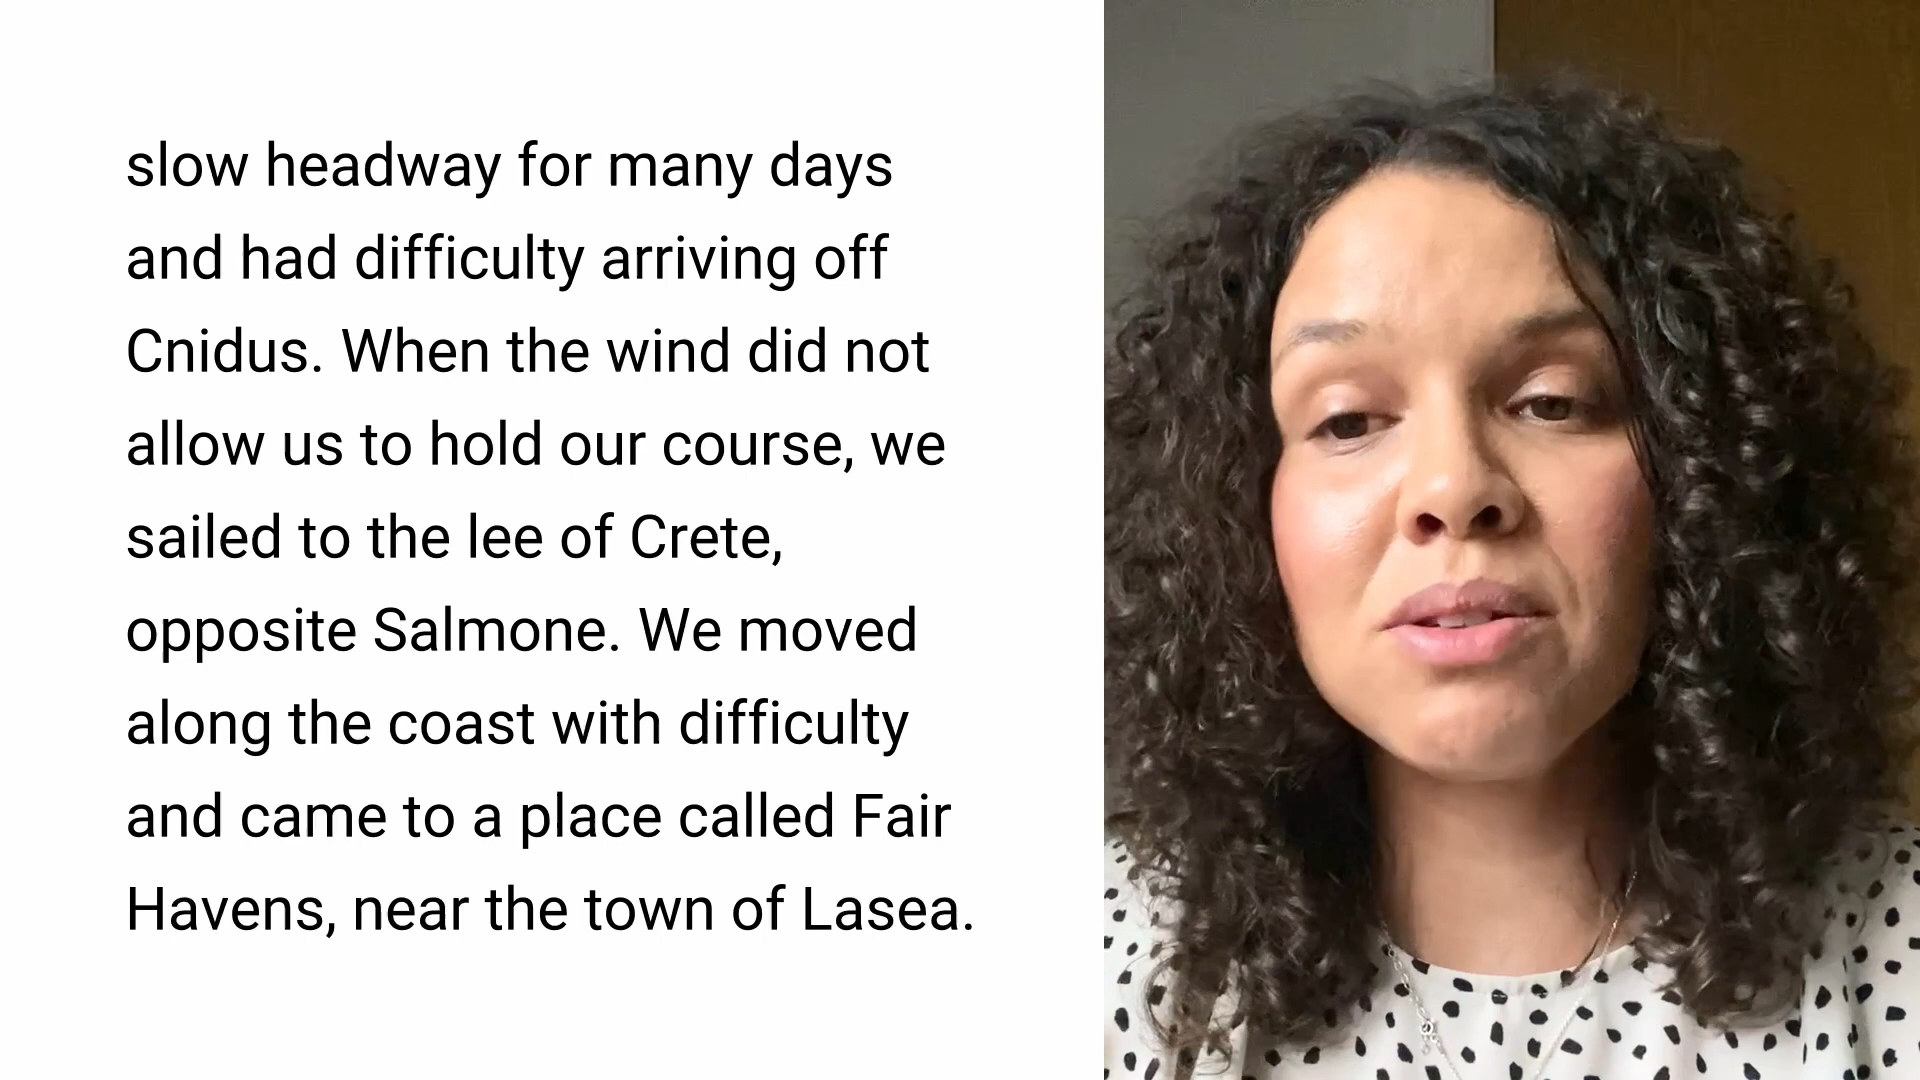 slow headway for many days
and had difficulty arriving off
Cnidus. When the wind did not
allow us to hold our course, we
sailed to the lee of Crete,
opposite Salmone. We moved
along the coast with difficulty
and came to a place called Fair
Havens, near the town of Lasea.